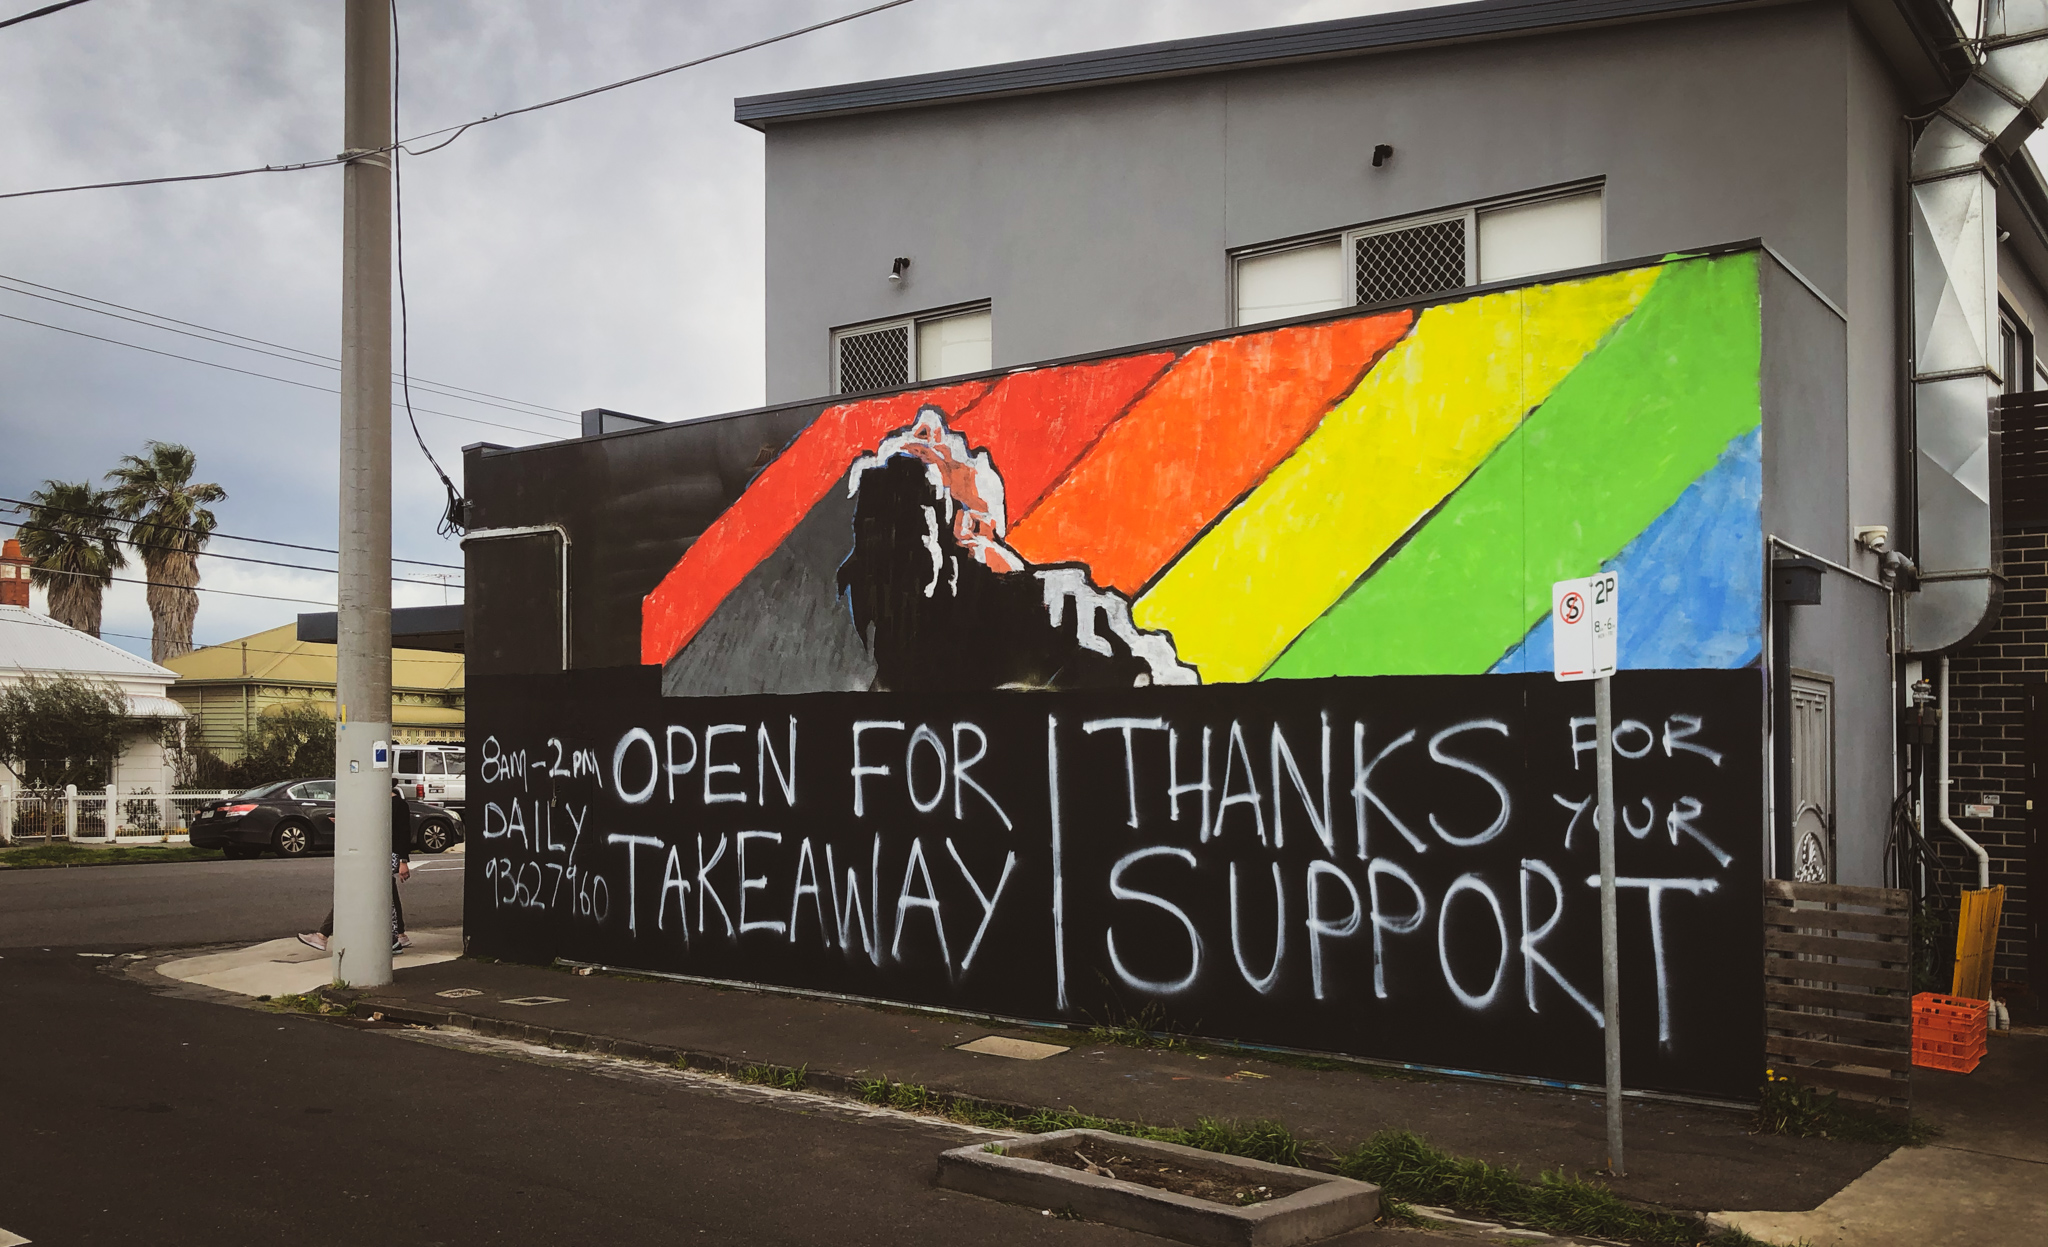 8AM-2PM
DAILY
93627960
OPEN FOR
TAKEAWAY
THANKS
FOR
YOUR
SUPPORT
S
2P